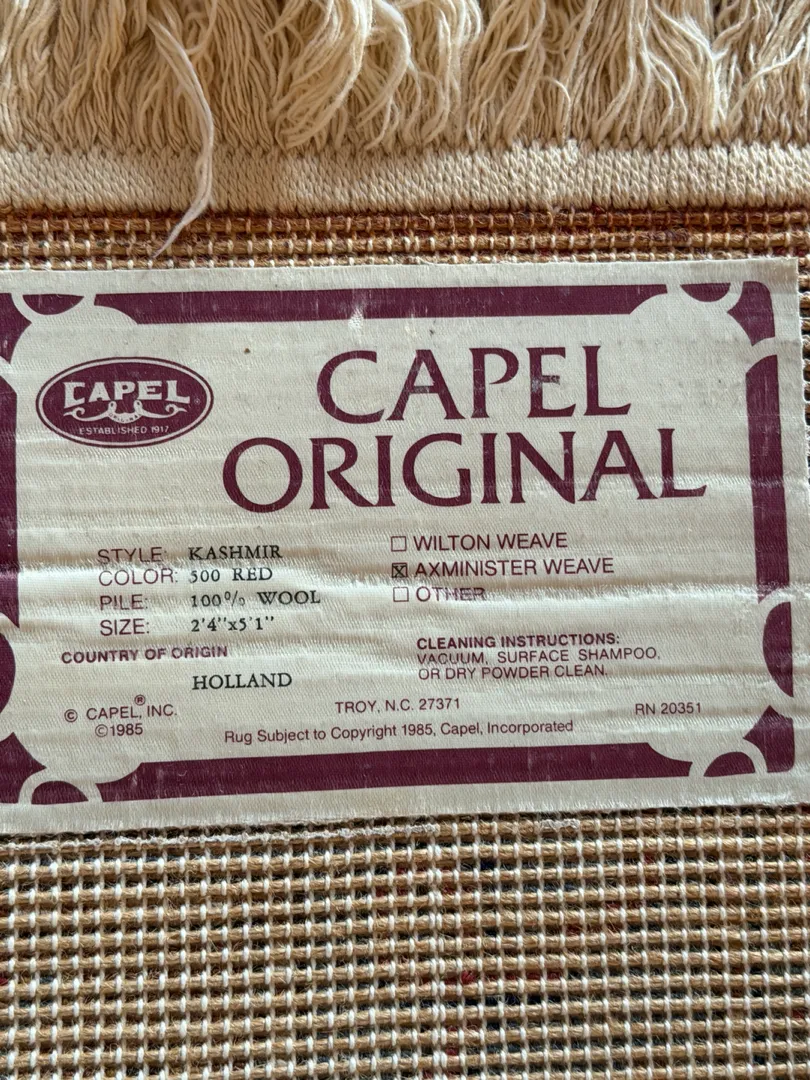 CAPEL
ESTABLISHED 1917
CAPEL
ORIGINAL
STYLE: KASHMIR
COLOR: 500 RED
PILE: 100% WOOL
SIZE: 2'4"x5'1"
COUNTRY OF ORIGIN
HOLLAND
☐ WILTON WEAVE
☒ AXMINISTER WEAVE
☐ OTHER
CLEANING INSTRUCTIONS:
VACUUM, SURFACE SHAMPOO,
OR DRY POWDER CLEAN.
© CAPEL, INC.®
©1985
TROY, N.C. 27371
RN 20351
Rug Subject to Copyright 1985, Capel, Incorporated